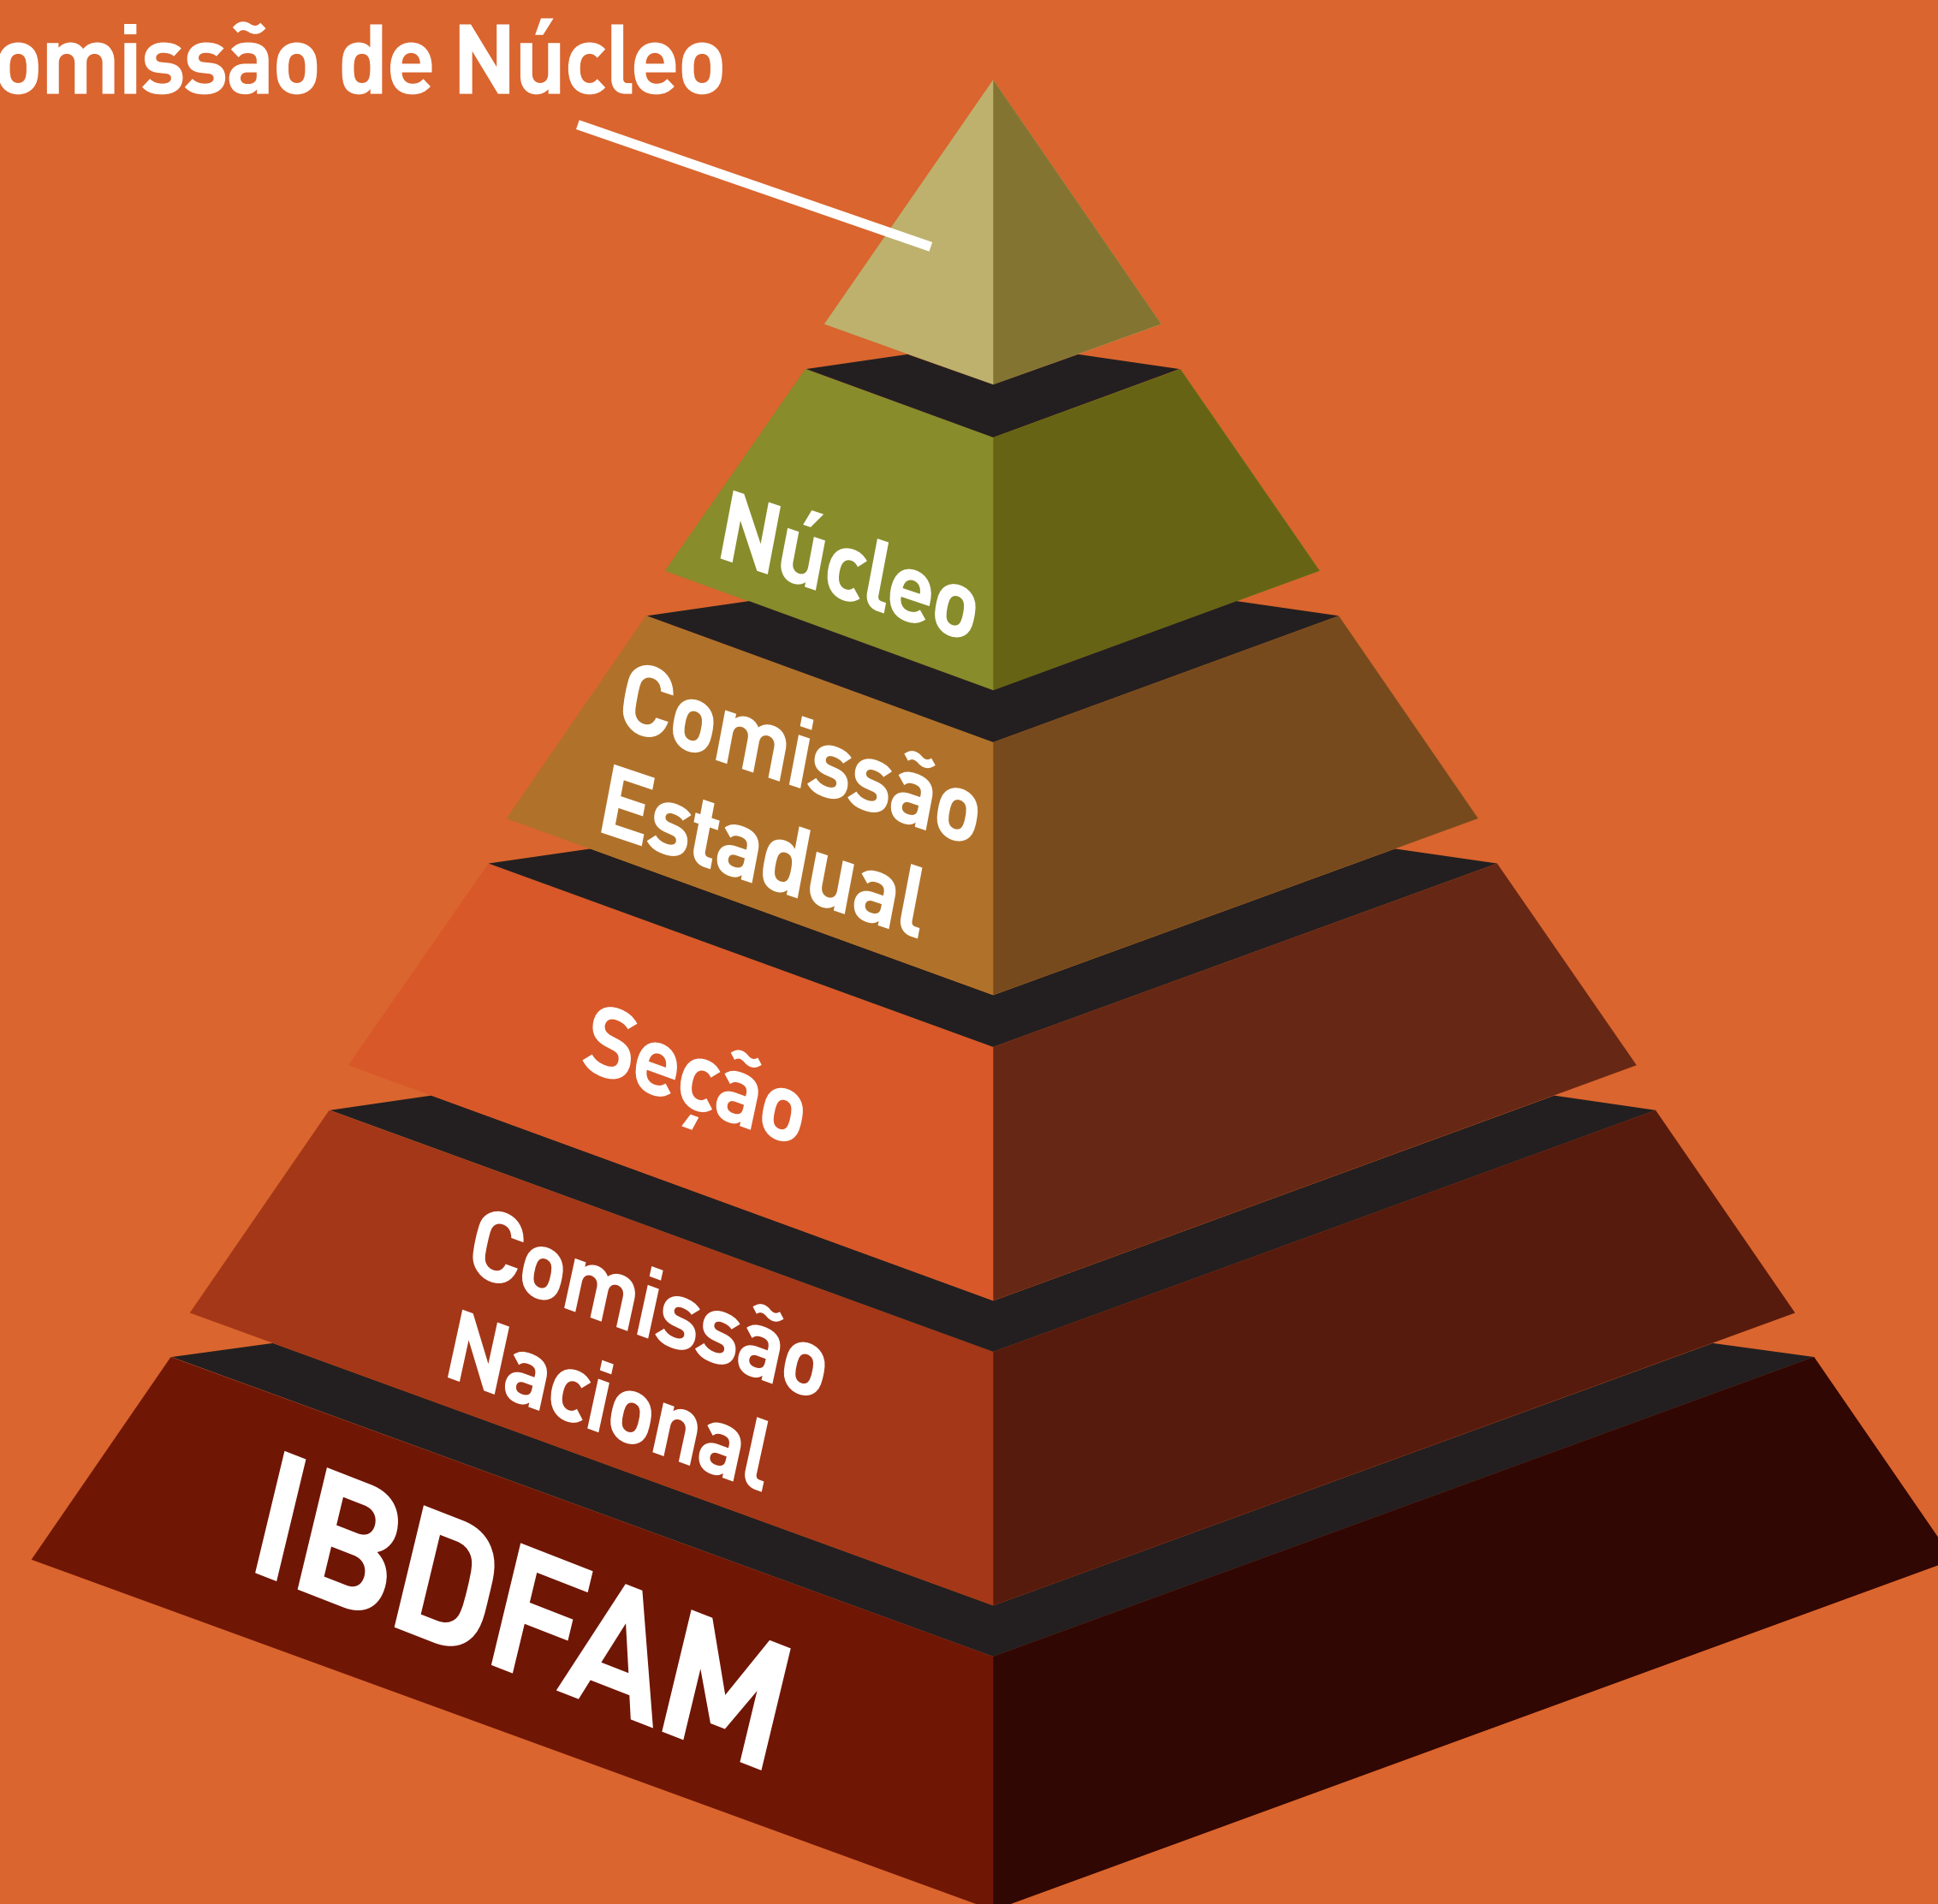 omissão de Núcleo
Núcleo
Comissão
Estadual
Seção
Comissão
Nacional
IBDFAM